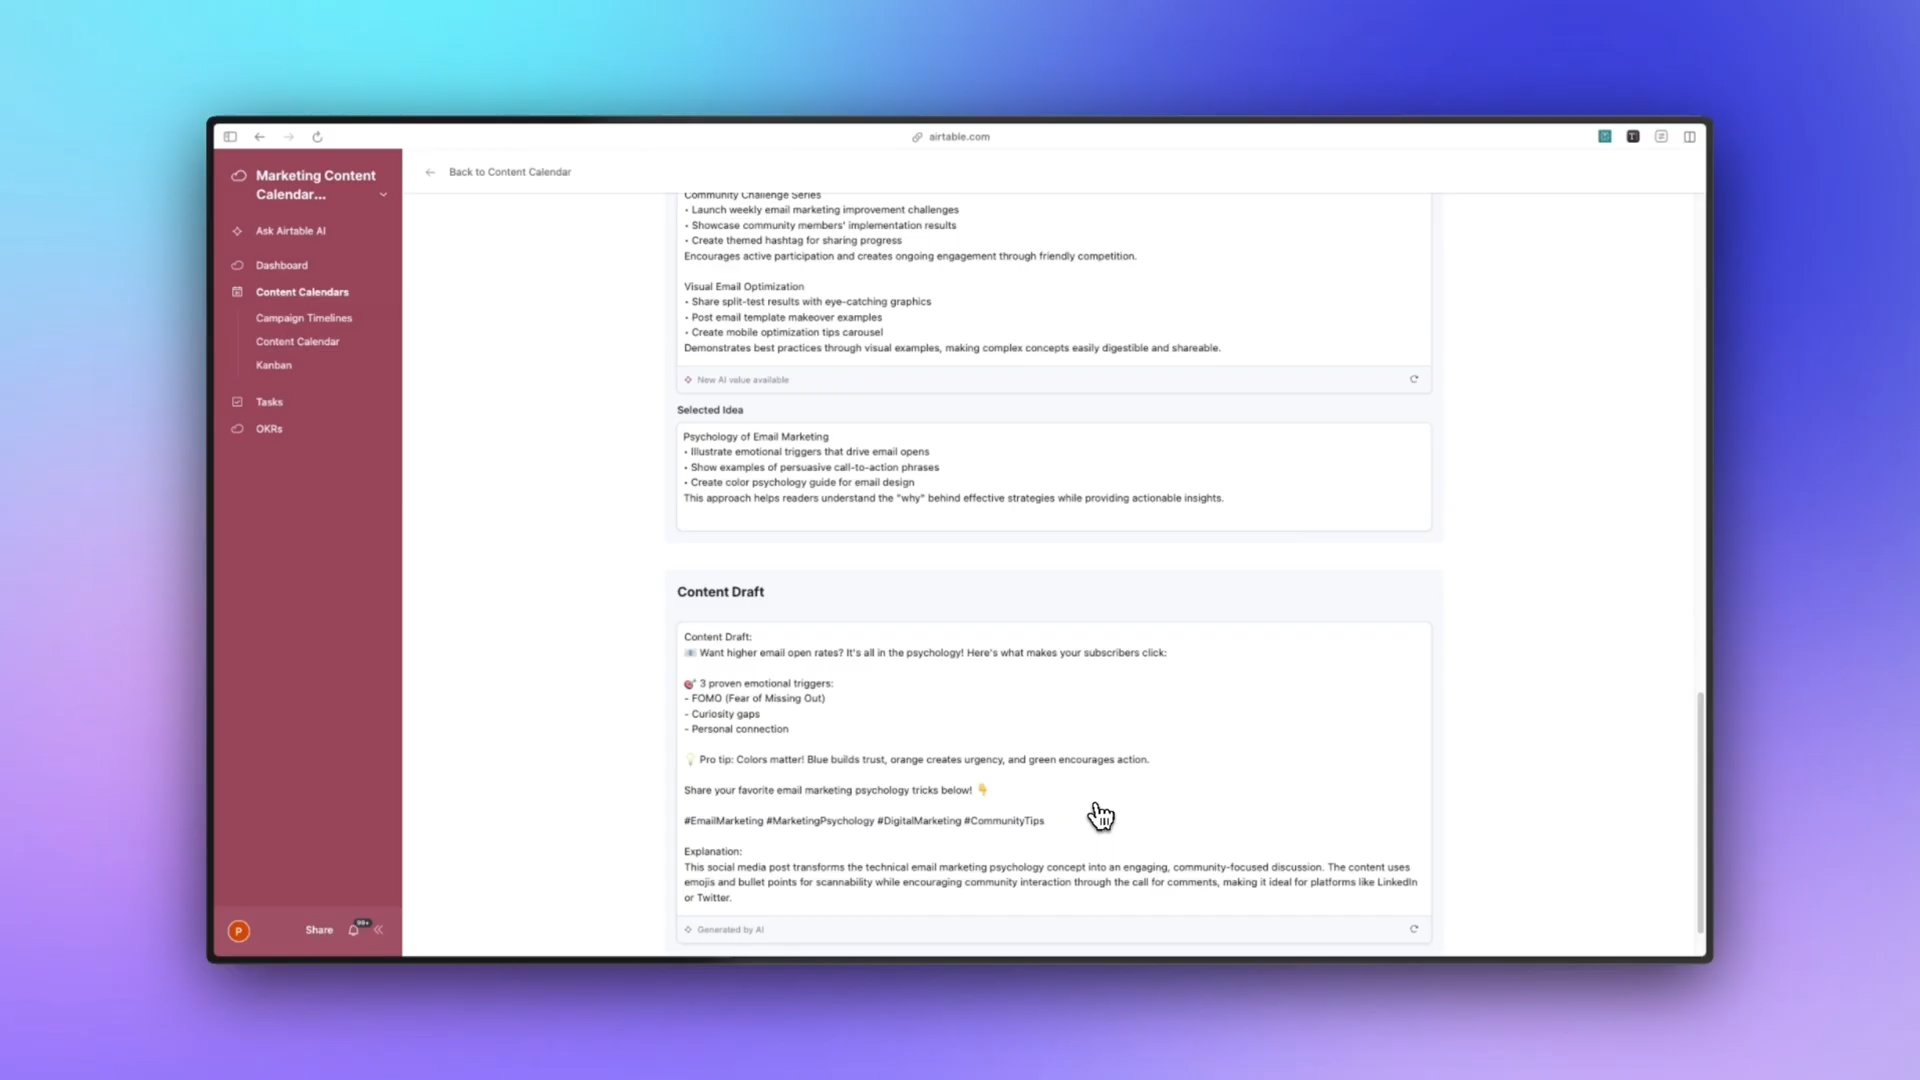 airtable.com
Marketing Content
Calendar...
Ask Airtable AI
Dashboard
Content Calendars
Campaign Timelines
Content Calendar
Kanban
Tasks
OKRs
P
Share
99+
Back to Content Calendar
Community Challenge Series
• Launch weekly email marketing improvement challenges
• Showcase community members' implementation results
• Create themed hashtag for sharing progress
Encourages active participation and creates ongoing engagement through friendly competition.
Visual Email Optimization
• Share split-test results with eye-catching graphics
• Post email template makeover examples
• Create mobile optimization tips carousel
Demonstrates best practices through visual examples, making complex concepts easily digestible and shareable.
New AI value available
Selected Idea
Psychology of Email Marketing
• Illustrate emotional triggers that drive email opens
• Show examples of persuasive call-to-action phrases
• Create color psychology guide for email design
This approach helps readers understand the "why" behind effective strategies while providing actionable insights.
Content Draft
Content Draft:
📧 Want higher email open rates? It's all in the psychology! Here's what makes your subscribers click:
🎯 3 proven emotional triggers:
- FOMO (Fear of Missing Out)
- Curiosity gaps
- Personal connection
💡 Pro tip: Colors matter! Blue builds trust, orange creates urgency, and green encourages action.
Share your favorite email marketing psychology tricks below! 👇
#EmailMarketing #MarketingPsychology #DigitalMarketing #CommunityTips
Explanation:
This social media post transforms the technical email marketing psychology concept into an engaging, community-focused discussion. The content uses
emojis and bullet points for scannability while encouraging community interaction through the call for comments, making it ideal for platforms like LinkedIn
or Twitter.
Generated by AI